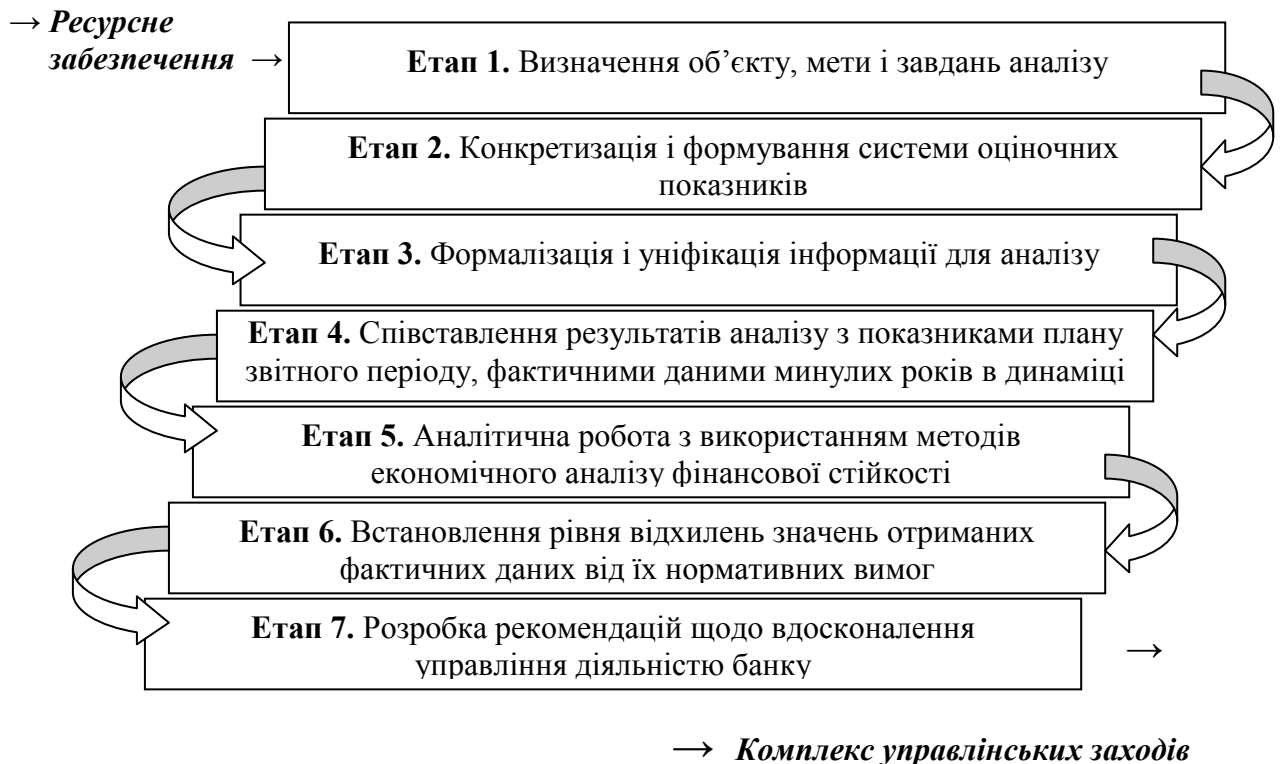 → Ресурсне
забезпечення →
Етап 1. Визначення об’єкту, мети і завдань аналізу
Етап 2. Конкретизація і формування системи оціночних
показників
Етап 3. Формалізація і уніфікація інформації для аналізу
Етап 4. Співставлення результатів аналізу з показниками плану
звітного періоду, фактичними даними минулих років в динаміці
Етап 5. Аналітична робота з використанням методів
економічного аналізу фінансової стійкості
Етап 6. Встановлення рівня відхилень значень отриманих
фактичних даних від їх нормативних вимог
Етап 7. Розробка рекомендацій щодо вдосконалення
управління діяльністю банку
→
→ Комплекс управлінських заходів